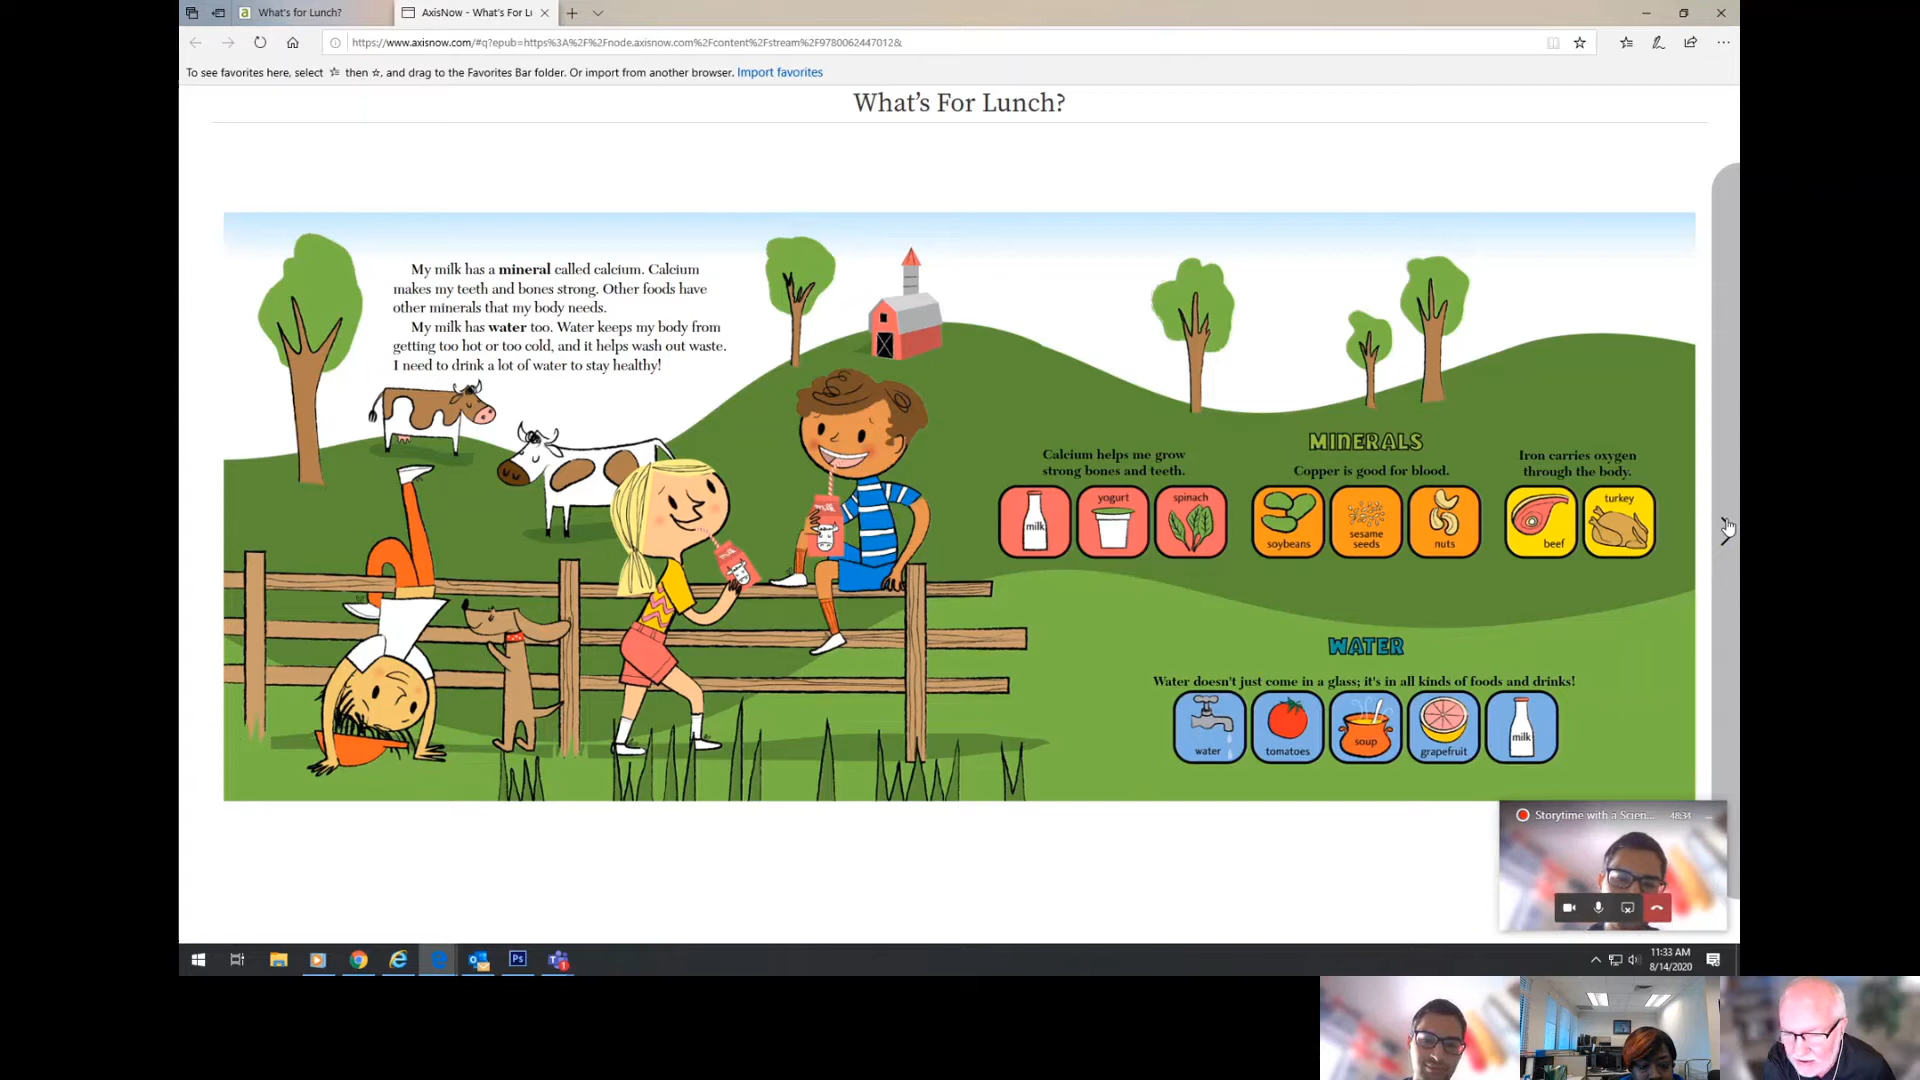 What's for Lunch?
AxisNow - What's For L
https://www.axisnow.com/#q?epub=https%3A%2F%2Fnode.axisnow.com%2Fcontent%2Fstream%2F9780062447012&
To see favorites here, select ☆ then ☆, and drag to the Favorites Bar folder. Or import from another browser. Import favorites
What's For Lunch?
My milk has a mineral called calcium. Calcium
makes my teeth and bones strong. Other foods have
other minerals that my body needs.
My milk has water too. Water keeps my body from
getting too hot or too cold, and it helps wash out waste.
I need to drink a lot of water to stay healthy!
MINERALS
Calcium helps me grow
strong bones and teeth.
Copper is good for blood.
Iron carries oxygen
through the body.
milk
yogurt
spinach
soybeans
sesame
seeds
nuts
beef
turkey
WATER
Water doesn't just come in a glass; it's in all kinds of foods and drinks!
water
tomatoes
soup
grapefruit
milk
Storytime with a Scien... 48:34
Ps
11:33 AM
8/14/2020